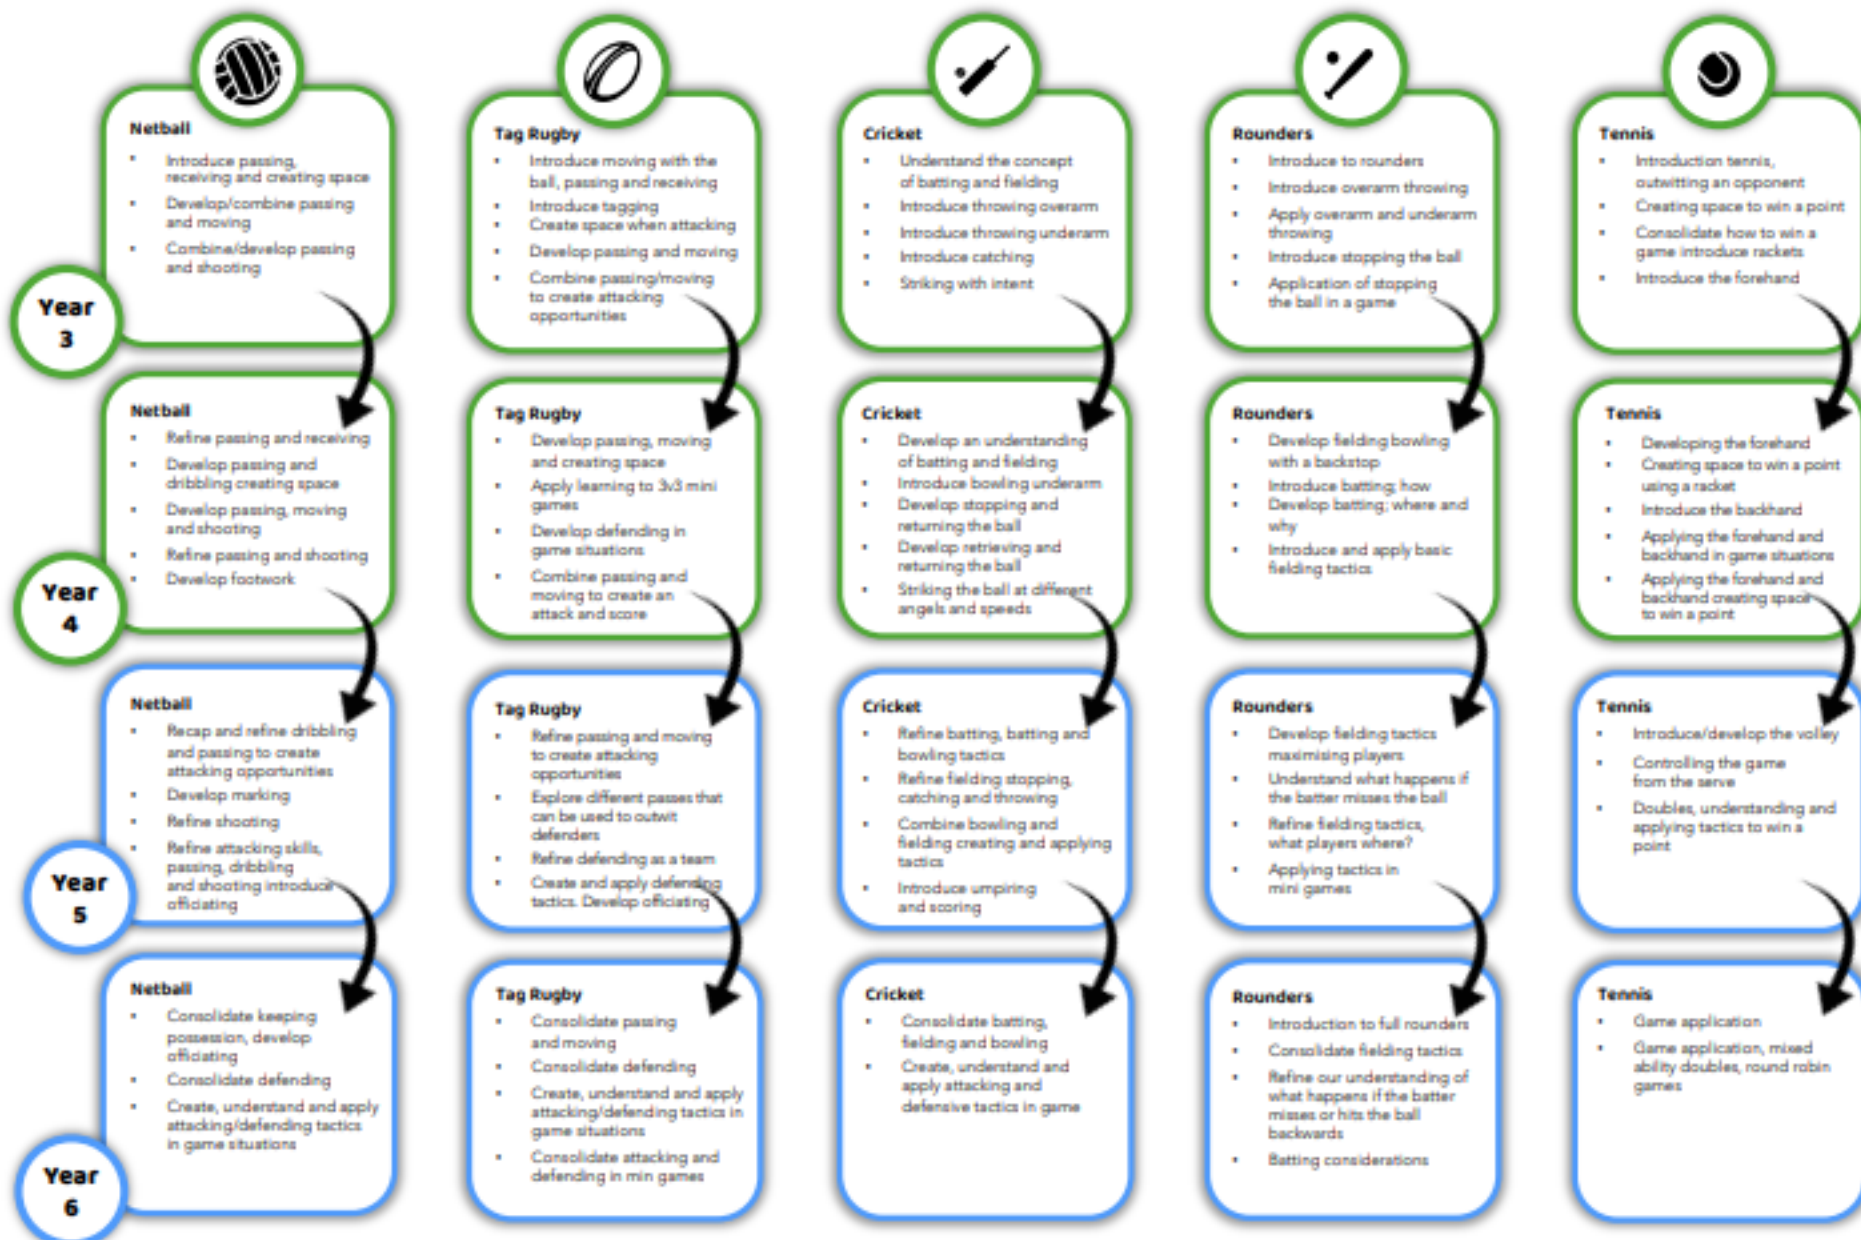 Netball
Introduce passing,
receiving and creating space
Develop/combine passing
and moving
Combine/develop passing
and shooting
Tag Rugby
Introduce moving with the
ball, passing and receiving
Introduce tagging
Create space when attacking
Develop passing and moving
Combine passing/moving
to create attacking
opportunities
Cricket
Understand the concept
of batting and fielding
Introduce throwing overarm
Introduce throwing underarm
Introduce catching
Striking with intent
Rounders
Introduce to rounders
Introduce overarm throwing
Apply overarm and underarm
throwing
Introduce stopping the ball
Application of stopping
the ball in a game
Tennis
Introduction tennis,
outwitting an opponent
Creating space to win a point
Consolidate how to win a
game introduce rackets
Introduce the forehand
Year
3
Netball
Refine passing and receiving
Develop passing and
dribbling creating space
Develop passing, moving
and shooting
Refine passing and shooting
Develop footwork
Tag Rugby
Develop passing, moving
and creating space
Apply learning to 3v3 mini
games
Develop defending in
game situations
Combine passing and
moving to create an
attack and score
Cricket
Develop an understanding
of batting and fielding
Introduce bowling underarm
Develop stopping and
returning the ball
Develop retrieving and
returning the ball
Striking the ball at different
angels and speeds
Rounders
Develop fielding bowling
with a backstop
Introduce batting; how
Develop batting; where and
why
Introduce and apply basic
fielding tactics
Tennis
Developing the forehand
Creating space to win a point
using a racket
Introduce the backhand
Applying the forehand and
backhand in game situations
Applying the forehand and
backhand creating space
to win a point
Year
4
Netball
Recap and refine dribbling
and passing to create
attacking opportunities
Develop marking
Refine shooting
Refine attacking skills,
passing, dribbling
and shooting introduce
officiating
Tag Rugby
Refine passing and moving
to create attacking
opportunities
Explore different passes that
can be used to outwit
defenders
Refine defending as a team
Create and apply defending
tactics. Develop officiating
Cricket
Refine batting, batting and
bowling tactics
Refine fielding stopping,
catching and throwing
Combine bowling and
fielding creating and applying
tactics
Introduce umpiring
and scoring
Rounders
Develop fielding tactics
maximising players
Understand what happens if
the batter misses the ball
Refine fielding tactics,
what players where?
Applying tactics in
mini games
Tennis
Introduce/develop the volley
Controlling the game
from the serve
Doubles, understanding and
applying tactics to win a
point
Year
5
Netball
Consolidate keeping
possession, develop
officiating
Consolidate defending
Create, understand and apply
attacking/defending tactics
in game situations
Tag Rugby
Consolidate passing
and moving
Consolidate defending
Create, understand and apply
attacking/defending tactics in
game situations
Consolidate attacking and
defending in min games
Cricket
Consolidate batting,
fielding and bowling
Create, understand and
apply attacking and
defensive tactics in game
Rounders
Introduction to full rounders
Consolidate fielding tactics
Refine our understanding of
what happens if the batter
misses or hits the ball
backwards
Batting considerations
Tennis
Game application
Game application, mixed
ability doubles, round robin
games
Year
6